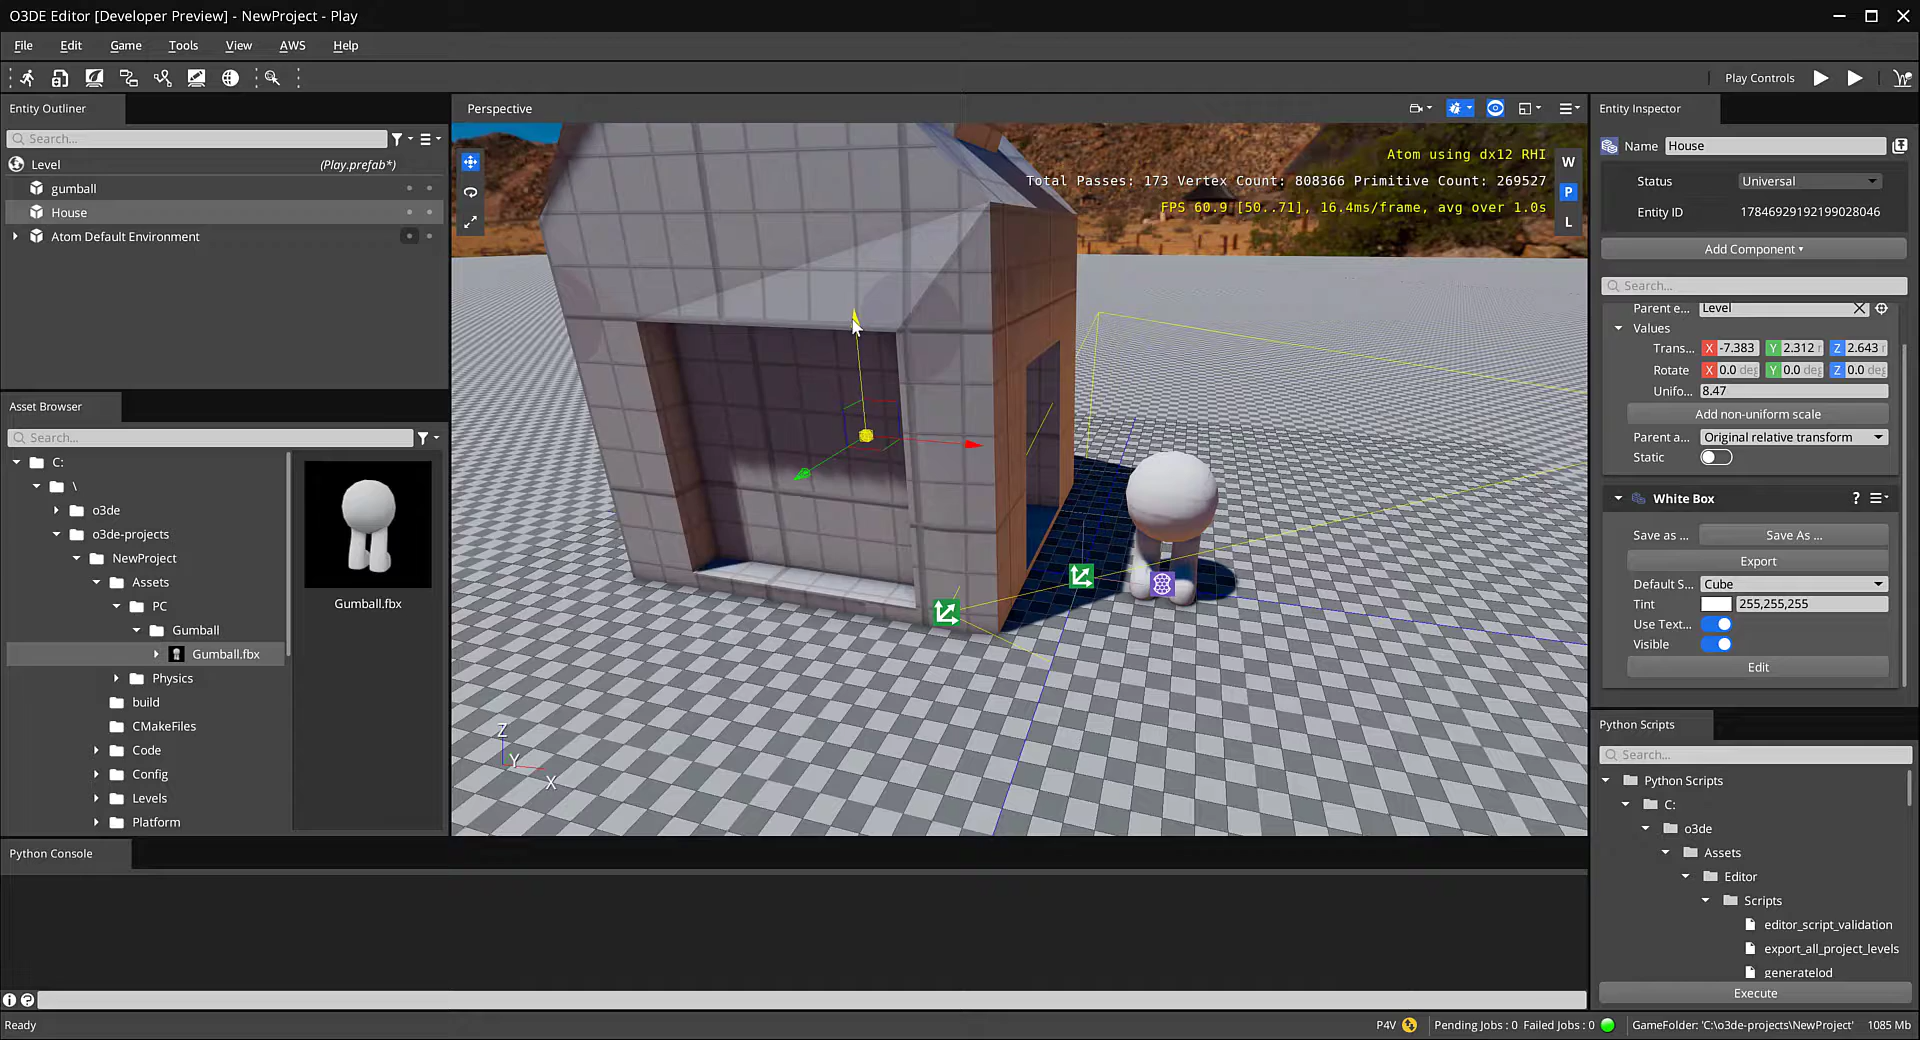 O3DE Editor [Developer Preview] - NewProject - Play
File Edit Game Tools View AWS Help
Play Controls
Entity Outliner
Search...
Level (Play.prefab*)
gumball
House
Atom Default Environment
Asset Browser
Search...
C:
\
o3de
o3de-projects
NewProject
Assets
PC
Gumball
Gumball.fbx
Physics
build
CMakeFiles
Code
Config
Levels
Platform
Gumball.fbx
Perspective
Atom using dx12 RHI
Total Passes: 173 Vertex Count: 808366 Primitive Count: 269527
FPS 60.9 [50..71], 16.4ms/frame, avg over 1.0s
W
P
L
Z
Y
X
Entity Inspector
Name House
Status Universal
Entity ID 17846929192199028046
Add Component
Search...
Parent e... Level
Values
Trans... X -7.383 Y 2.312 Z 2.643
Rotate X 0.0 deg Y 0.0 deg Z 0.0 deg
Unifo... 8.47
Add non-uniform scale
Parent a... Original relative transform
Static
White Box ?
Save as ... Save As ...
Export
Default S... Cube
Tint 255,255,255
Use Text...
Visible
Edit
Python Scripts
Search...
Python Scripts
C:
o3de
Assets
Editor
Scripts
editor_script_validation
export_all_project_levels
generatelod
Execute
Python Console
Ready
P4V Pending Jobs : 0 Failed Jobs : 0 GameFolder: 'C:\o3de-projects\NewProject' 1085 Mb